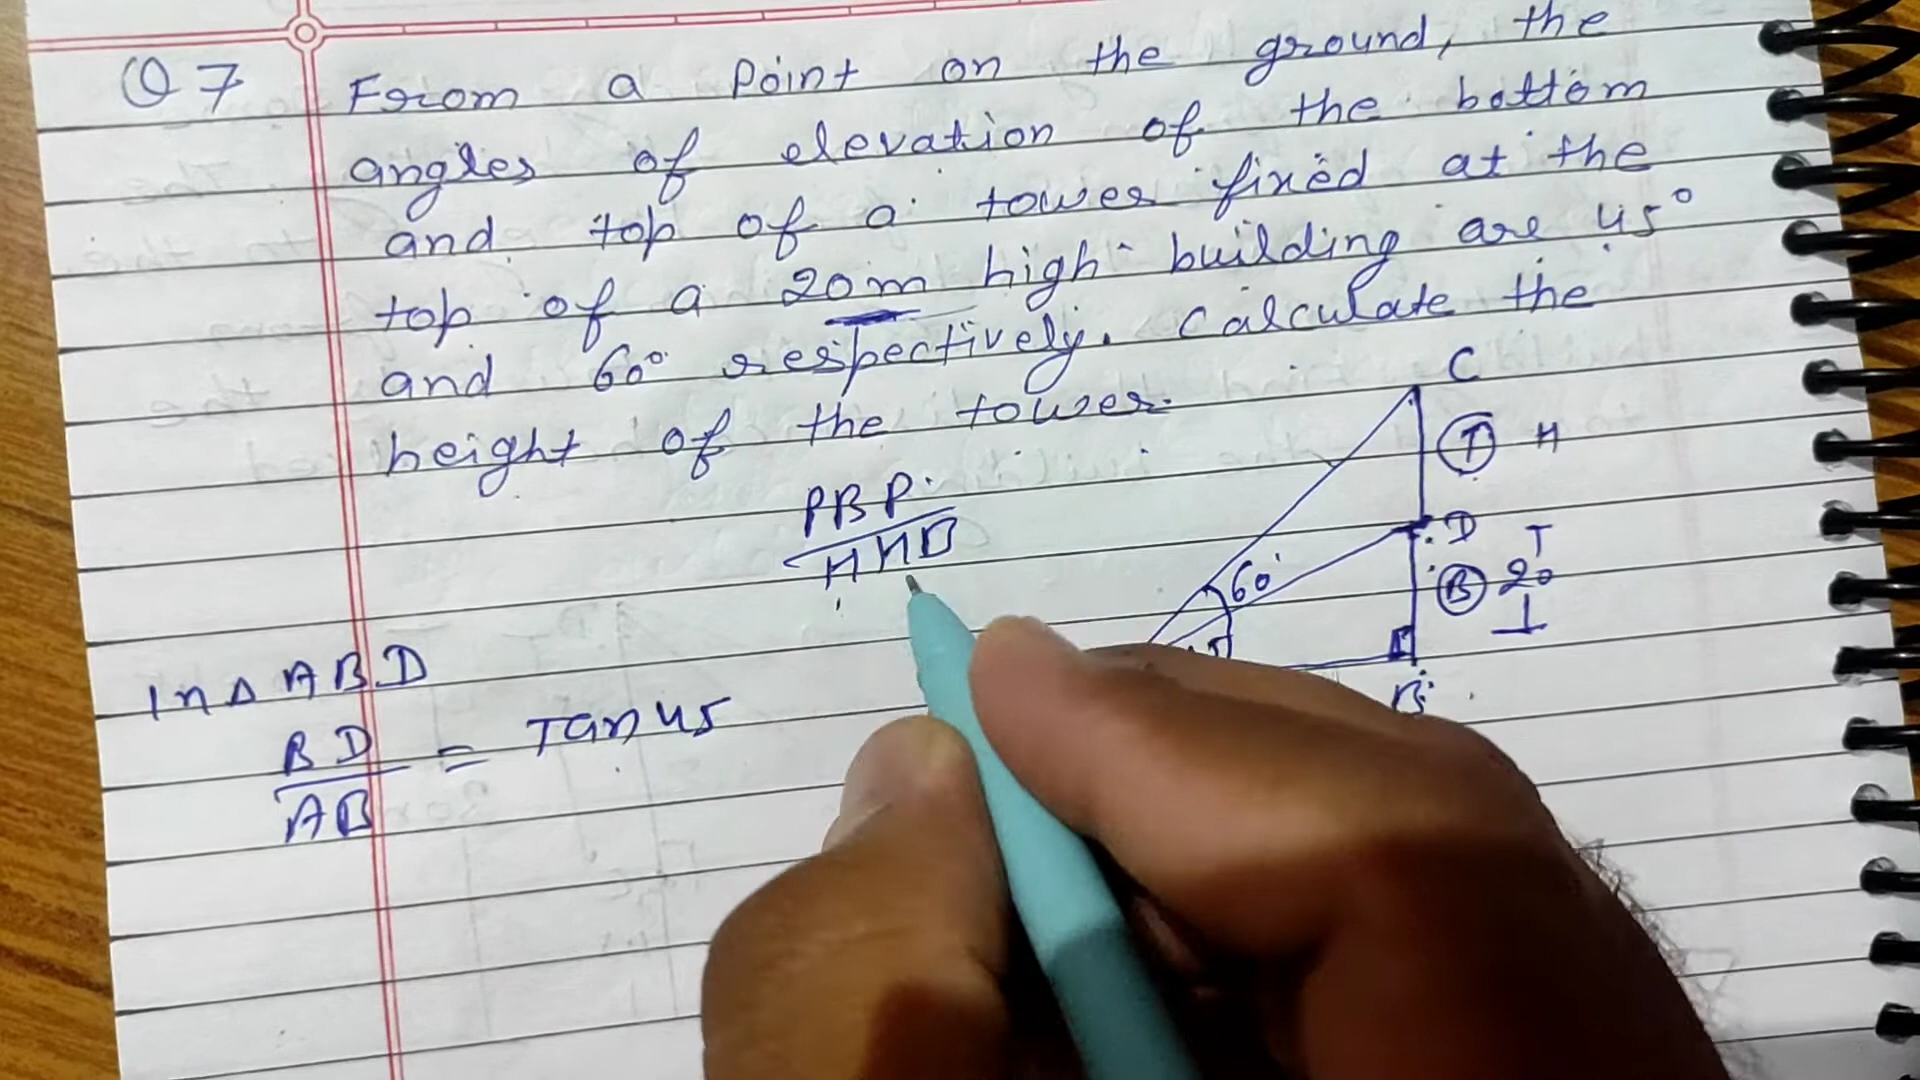 Q7 From a Point on the ground, the
angles of elevation of the bottom
and top of a tower fixed at the
top of a 20m high building are 45°
and 60° respectively. Calculate the
height of the tower.
PBP
HHB
C
T H
D
B 20
60°
B
In △ ABD
BD/AB = Tan 45